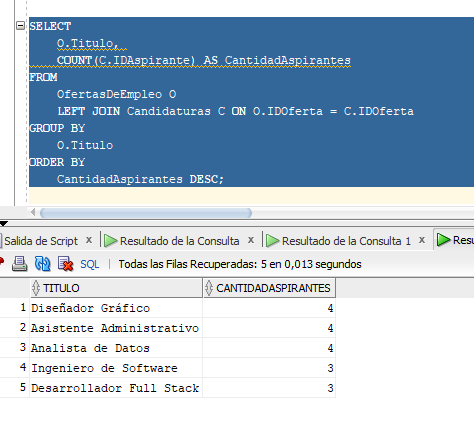 SELECT
O.Titulo,
COUNT(C.IDAspirante) AS CantidadAspirantes
FROM
OfertasDeEmpleo O
LEFT JOIN Candidaturas C ON O.IDOferta = C.IDOferta
GROUP BY
O.Titulo
ORDER BY
CantidadAspirantes DESC;
Salida de Script x Resultado de la Consulta x Resultado de la Consulta 1 x Resu
SQL | Todas las Filas Recuperadas: 5 en 0,013 segundos
TITULO CANTIDADASPIRANTES
1 Diseñador Gráfico 4
2 Asistente Administrativo 4
3 Analista de Datos 4
4 Ingeniero de Software 3
5 Desarrollador Full Stack 3